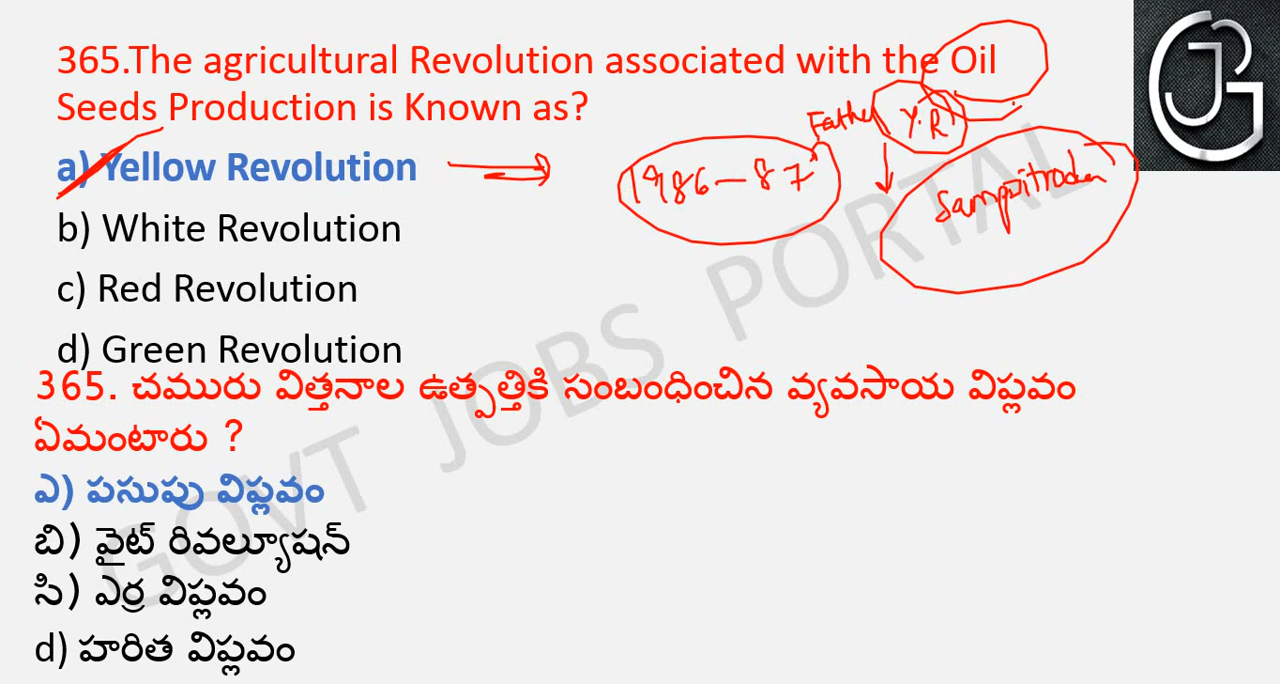 365.The agricultural Revolution associated with the Oil
Seeds Production is Known as?
Father Y.R
a) Yellow Revolution
1986-87
Sampitroda
b) White Revolution
c) Red Revolution
d) Green Revolution
365. చమురు విత్తనాల ఉత్పత్తికి సంబంధించిన వ్యవసాయ విప్లవం
ఏమంటారు ?
ఎ) పసుపు విప్లవం
బి) వైట్ రివల్యూషన్
సి) ఎర్ర విప్లవం
d) హరిత విప్లవం
GOVT JOBS PORTAL
GJ